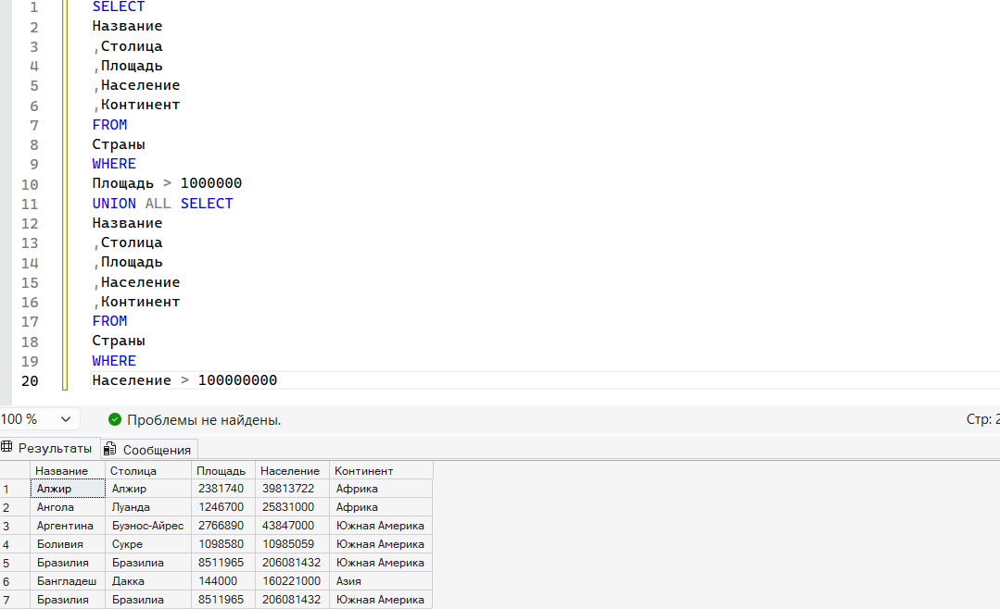 1 SELECT
2 Название
3 ,Столица
4 ,Площадь
5 ,Население
6 ,Континент
7 FROM
8 Страны
9 WHERE
10 Площадь > 1000000
11 UNION ALL SELECT
12 Название
13 ,Столица
14 ,Площадь
15 ,Население
16 ,Континент
17 FROM
18 Страны
19 WHERE
20 Население > 100000000
100 % Проблемы не найдены. Стр: 2
Результаты Сообщения
Название Столица Площадь Население Континент
1 Алжир Алжир 2381740 39813722 Африка
2 Ангола Луанда 1246700 25831000 Африка
3 Аргентина Буэнос-Айрес 2766890 43847000 Южная Америка
4 Боливия Сукре 1098580 10985059 Южная Америка
5 Бразилия Бразилиа 8511965 206081432 Южная Америка
6 Бангладеш Дакка 144000 160221000 Азия
7 Бразилия Бразилиа 8511965 206081432 Южная Америка